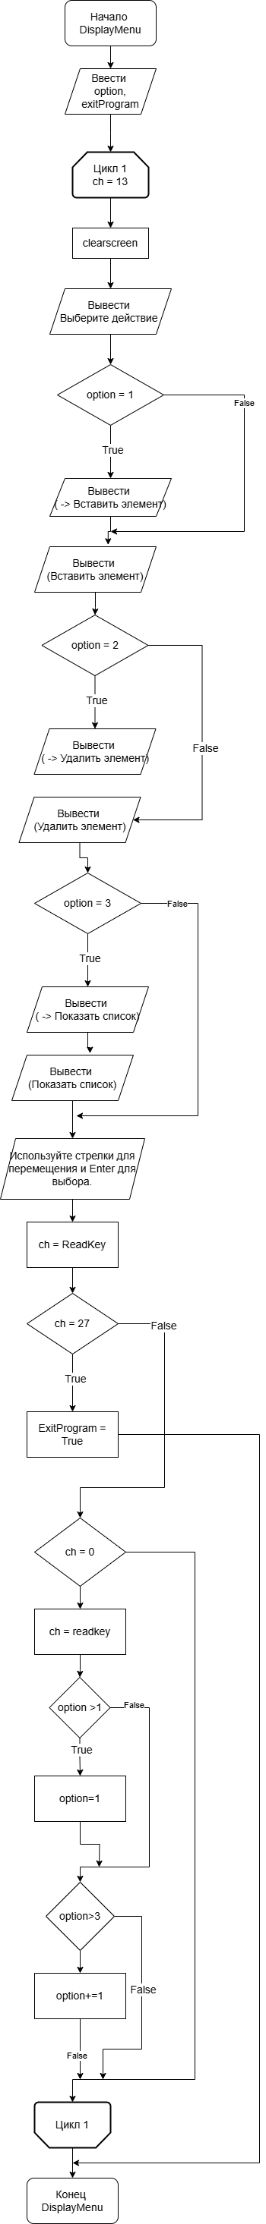 Начало
DisplayMenu
Ввести
option,
exitProgram
Цикл 1
ch = 13
clearscreen
Вывести
Выберите действие
option = 1
False
True
Вывести
( -> Вставить элемент)
Вывести
(Вставить элемент)
option = 2
True
False
Вывести
( -> Удалить элемент)
Вывести
(Удалить элемент)
option = 3
False
True
Вывести
( -> Показать список)
Вывести
(Показать список)
Используйте стрелки для
перемещения и Enter для
выбора.
ch = ReadKey
ch = 27
False
True
ExitProgram =
True
ch = 0
ch = readkey
option >1
False
True
option=1
option>3
False
option+=1
False
Цикл 1
Конец
DisplayMenu